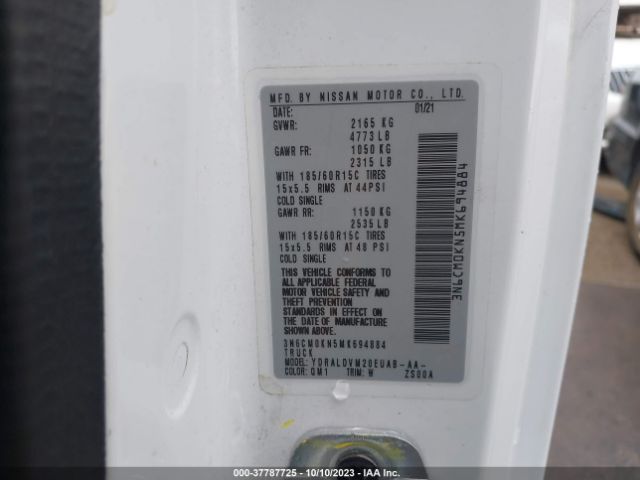 MFD. BY NISSAN MOTOR CO., LTD.
DATE: 01/21
GVWR: 2165 KG
4773 LB
GAWR FR: 1050 KG
2315 LB
WITH 185/60R15C TIRES
15x5.5 RIMS AT 44PSI
COLD SINGLE
GAWR RR: 1150 KG
2535 LB
WITH 185/60R15C TIRES
15x5.5 RIMS AT 48 PSI
COLD SINGLE
THIS VEHICLE CONFORMS TO
ALL APPLICABLE FEDERAL
MOTOR VEHICLE SAFETY AND
THEFT PREVENTION
STANDARDS IN EFFECT ON
THE DATE OF MANUFACTURE
SHOWN ABOVE.
3N6CM0KN5MK694884
TRUCK
MODEL: YDRALDVM20EUAB-AA-
COLOR: QM1 TRIM: W ZS00A
3N6CM0KN5MK694884
000-37787725 - 10/10/2023 - IAA Inc.